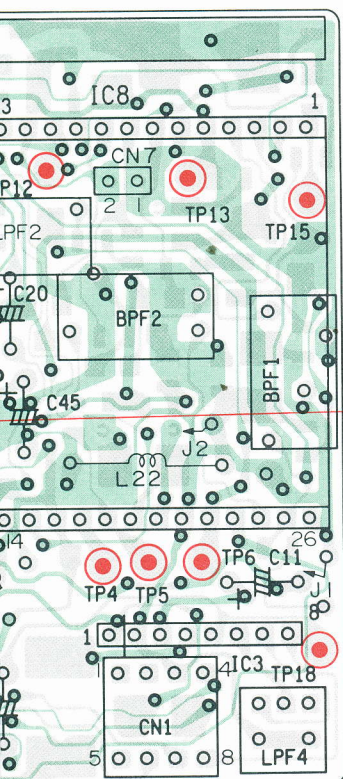 3
IC8
1
CN7
2 1
TP12
TP13
TP15
LPF2
C20
BPF2
BPF1
C45
J2
L22
14
26
TP4
TP5
TP6
C11
J1
8
1
IC3
TP18
4
CN1
5
8
LPF4